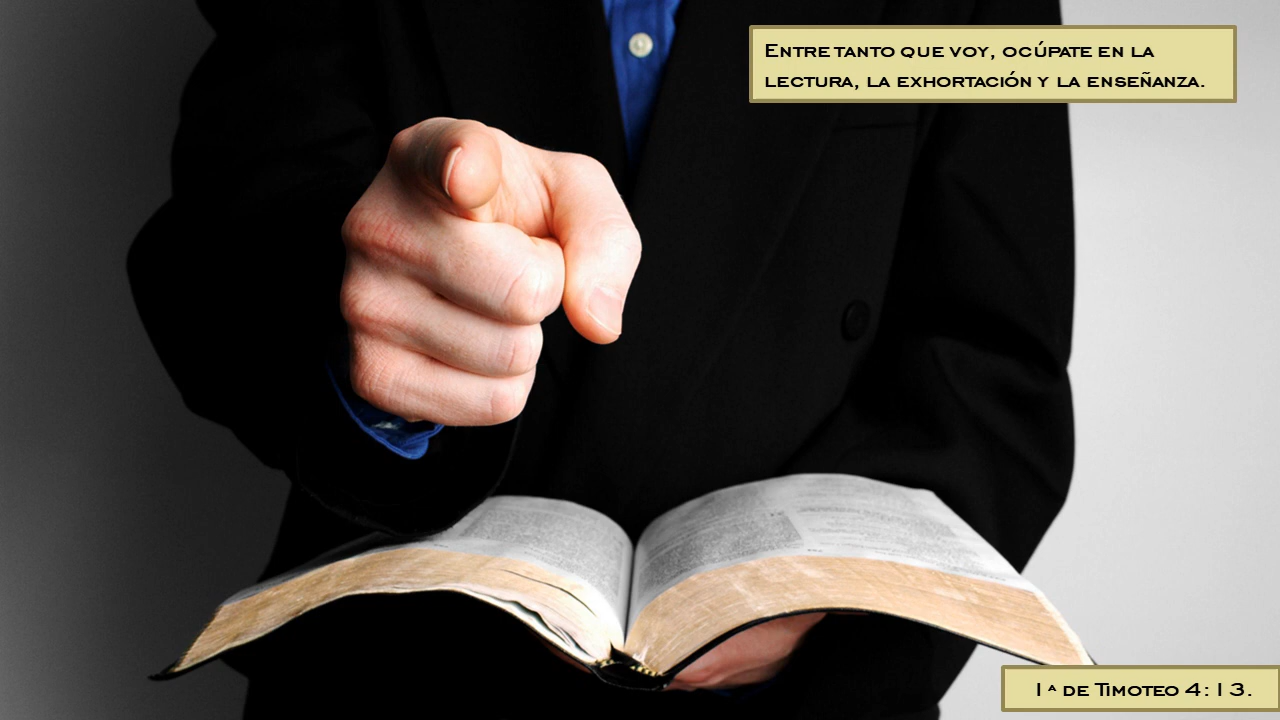 Entre tanto que voy, ocúpate en la
lectura, la exhortación y la enseñanza.
1ª de Timoteo 4:13.